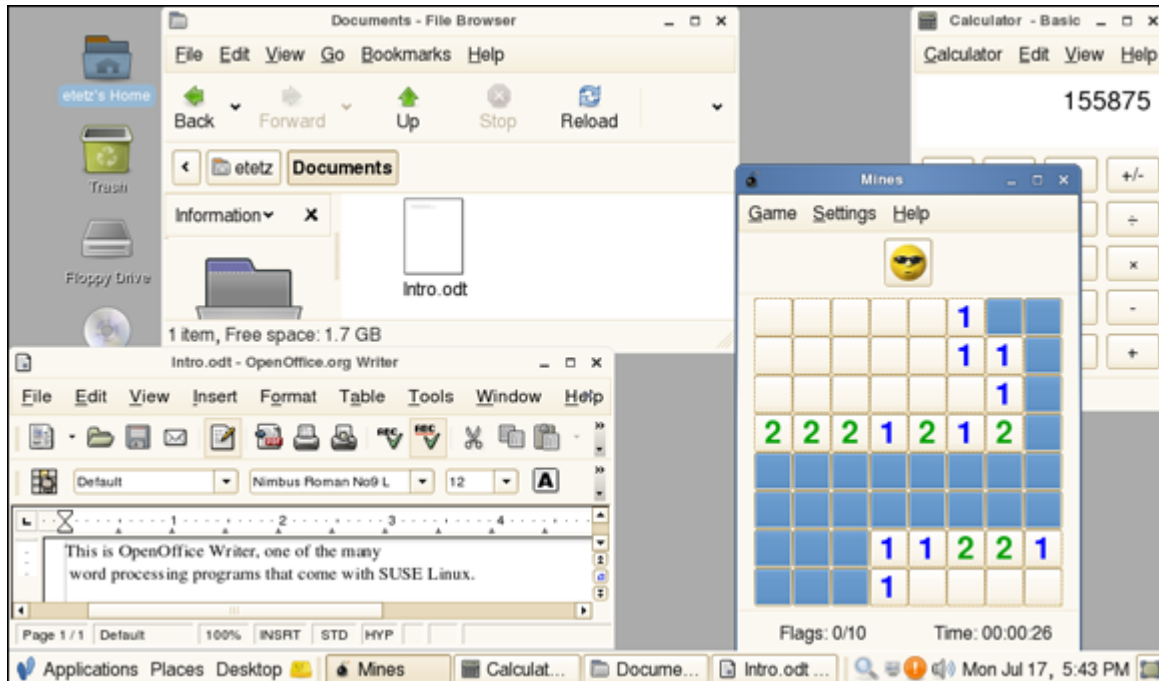 Documents - File Browser
File Edit View Go Bookmarks Help
Back Forward Up Stop Reload
etetz Documents
Information
Intro.odt
1 item, Free space: 1.7 GB
etetz's Home
Trash
Floppy Drive
Calculator - Basic
Calculator Edit View Help
155875
+/-
÷
×
-
+
Mines
Game Settings Help
1
1 1
1
2 2 2 1 2 1 2
1 1 2 2 1
1
Flags: 0/10 Time: 00:00:26
Intro.odt - OpenOffice.org Writer
File Edit View Insert Format Table Tools Window Help
ABC ABC
Default Nimbus Roman No9 L 12 A
1 2 3 4
This is OpenOffice Writer, one of the many
word processing programs that come with SUSE Linux.
Page 1 / 1 Default 100% INSRT STD HYP
Applications Places Desktop Mines Calculat... Docume... Intro.odt ... Mon Jul 17, 5:43 PM